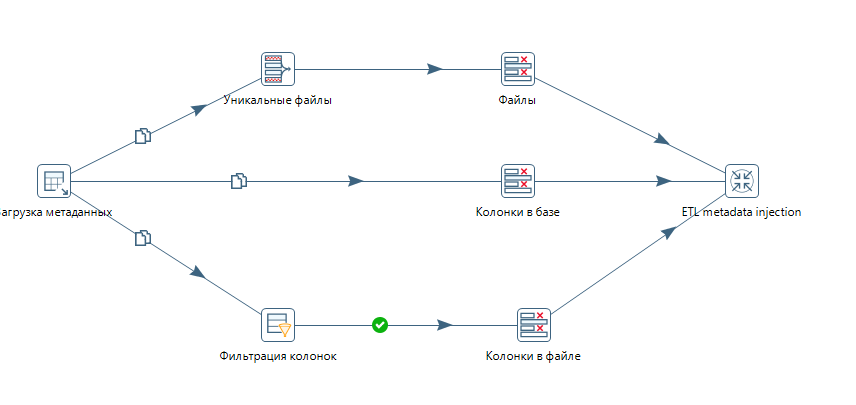 Уникальные файлы
Файлы
агрузка метаданных
Колонки в базе
ETL metadata injection
Фильтрация колонок
Колонки в файле